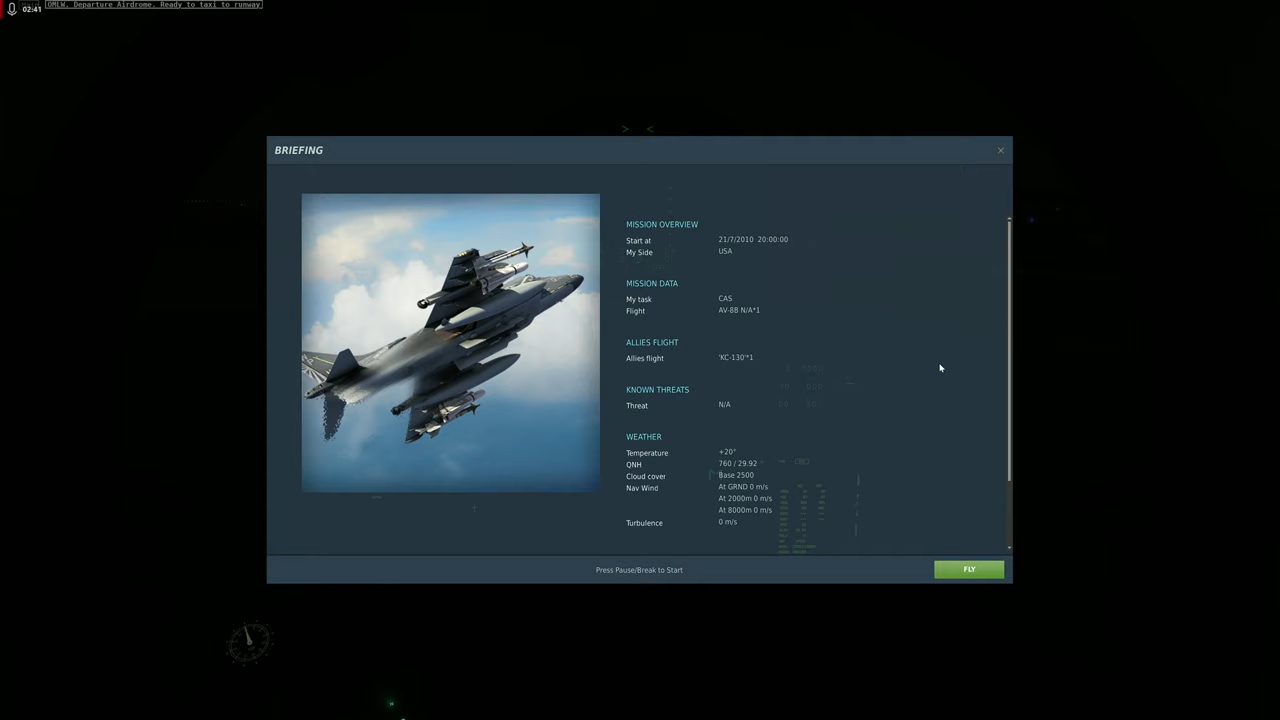 OMLW. Departure Airdrome. Ready to taxi to runway
02:41
> <
BRIEFING
MISSION OVERVIEW
Start at 21/7/2010 20:00:00
My Side USA
MISSION DATA
My task CAS
Flight AV-8B N/A*1
ALLIES FLIGHT
Allies flight 'KC-130'*1
KNOWN THREATS
Threat N/A
WEATHER
Temperature +20°
QNH 760 / 29.92
Cloud cover Base 2500
Nav Wind At GRND 0 m/s
At 2000m 0 m/s
At 8000m 0 m/s
Turbulence 0 m/s
Press Pause/Break to Start
FLY